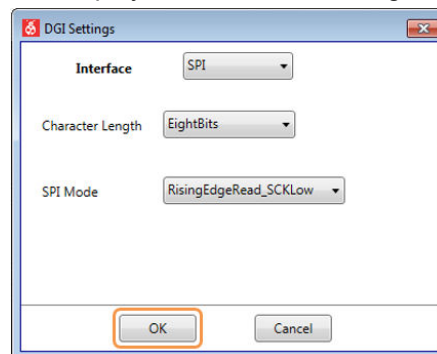 DGI Settings
Interface SPI
Character Length EightBits
SPI Mode RisingEdgeRead_SCKLow
OK Cancel